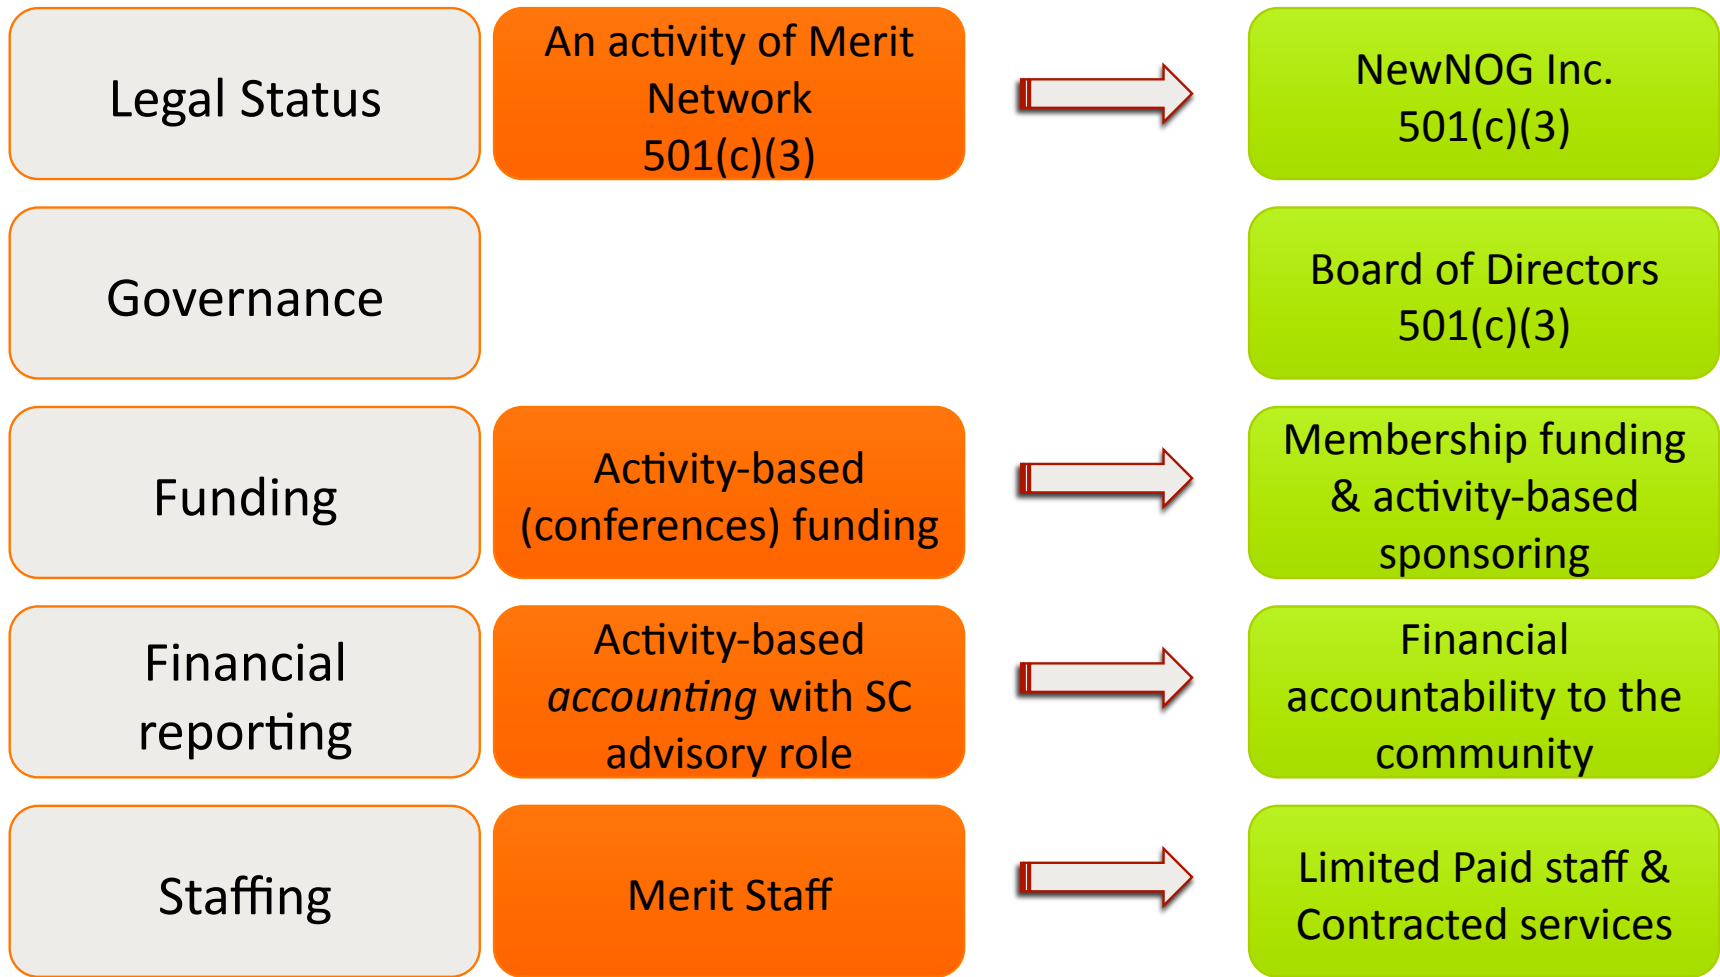 Legal Status
An activity of Merit
Network
501(c)(3)
NewNOG Inc.
501(c)(3)
Governance
Board of Directors
501(c)(3)
Funding
Activity-based
(conferences) funding
Membership funding
& activity-based
sponsoring
Financial
reporting
Activity-based
accounting with SC
advisory role
Financial
accountability to the
community
Staffing
Merit Staff
Limited Paid staff &
Contracted services